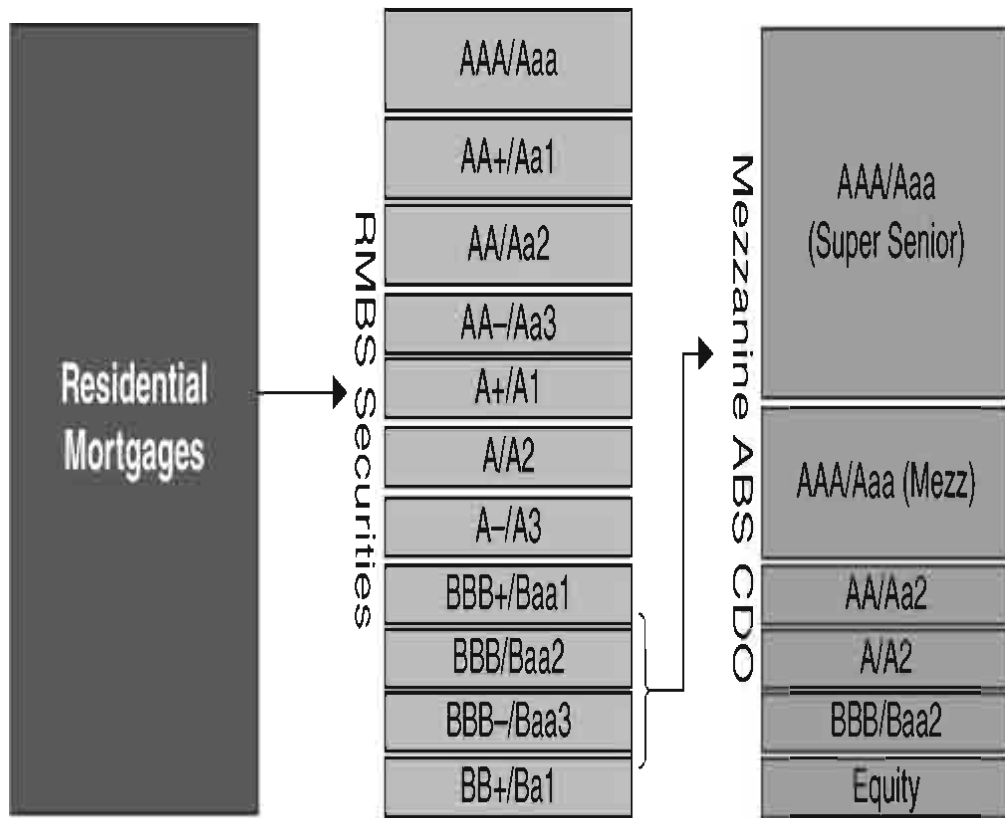 Residential
Mortgages
RMBS Securities
AAA/Aaa
AA+/Aa1
AA/Aa2
AA–/Aa3
A+/A1
A/A2
A–/A3
BBB+/Baa1
BBB/Baa2
BBB–/Baa3
BB+/Ba1
Mezzanine ABS CDO
AAA/Aaa
(Super Senior)
AAA/Aaa (Mezz)
AA/Aa2
A/A2
BBB/Baa2
Equity